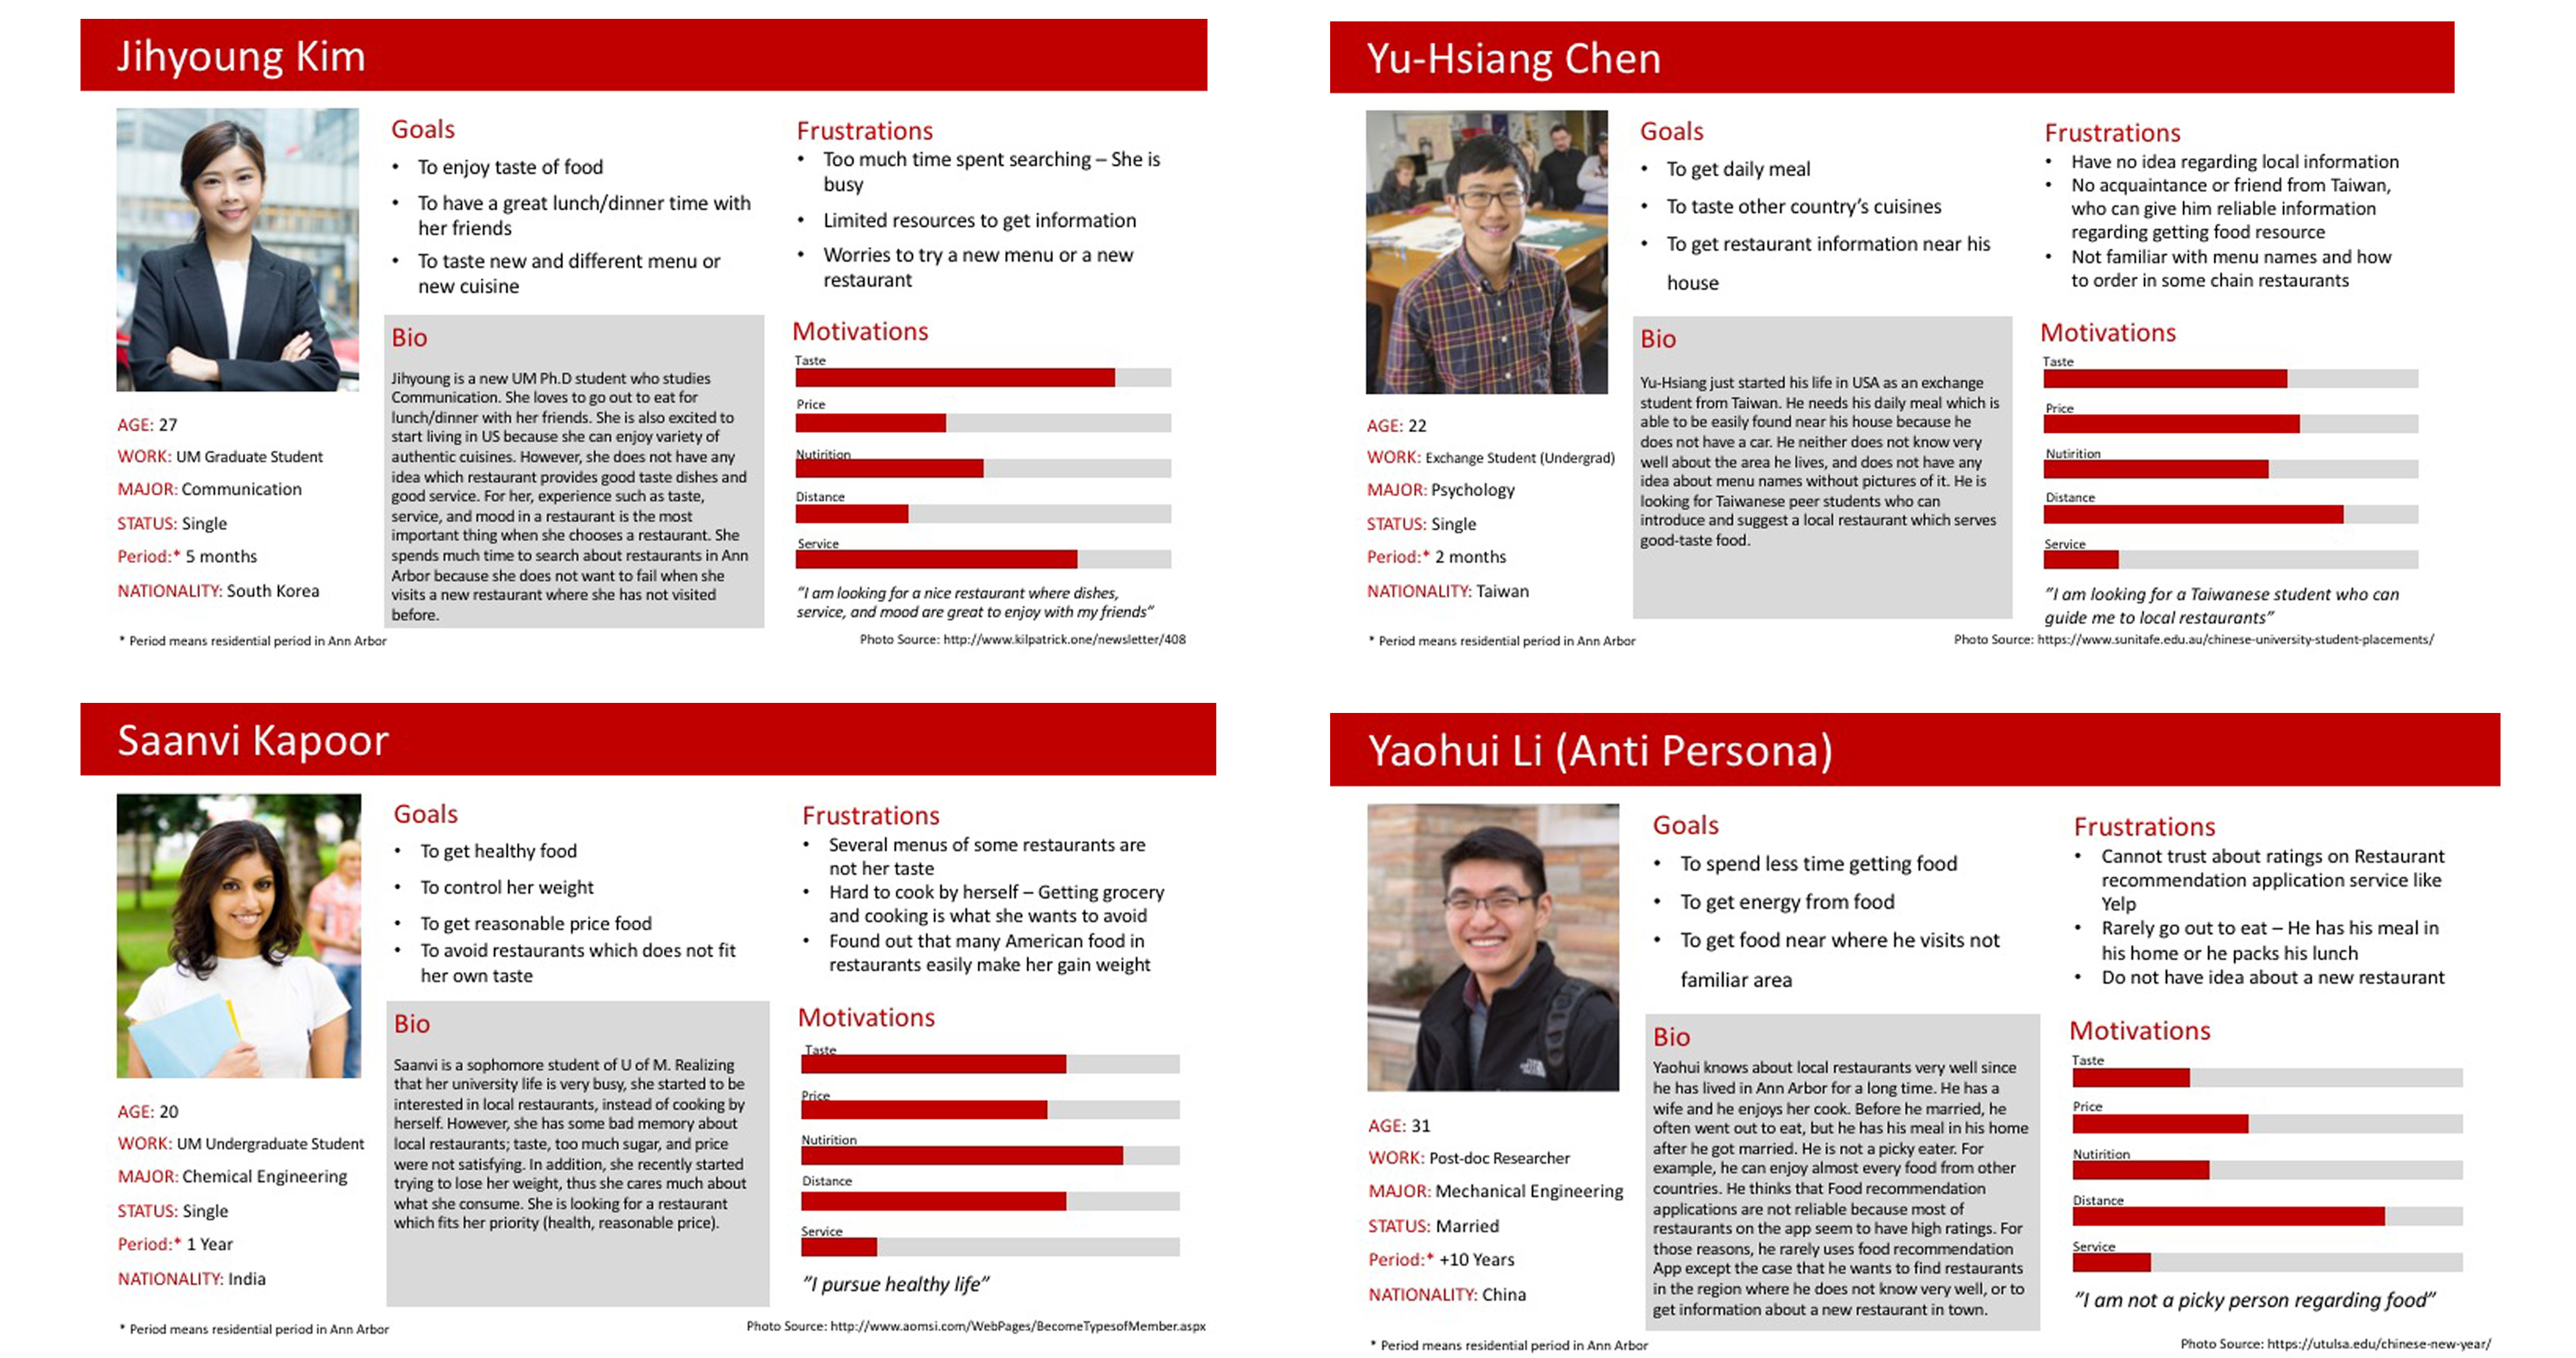 Jihyoung Kim
Goals
• To enjoy taste of food
• To have a great lunch/dinner time with
her friends
• To taste new and different menu or
new cuisine
Frustrations
• Too much time spent searching – She is
busy
• Limited resources to get information
• Worries to try a new menu or a new
restaurant
AGE: 27
WORK: UM Graduate Student
MAJOR: Communication
STATUS: Single
Period:* 5 months
NATIONALITY: South Korea
Bio
Jihyoung is a new UM Ph.D student who studies
Communication. She loves to go out to eat for
lunch/dinner with her friends. She is also excited to
start living in US because she can enjoy variety of
authentic cuisines. However, she does not have any
idea which restaurant provides good taste dishes and
good service. For her, experience such as taste,
service, and mood in a restaurant is the most
important thing when she chooses a restaurant. She
spends much time to search about restaurants in Ann
Arbor because she does not want to fail when she
visits a new restaurant where she has not visited
before.
Motivations
Taste
Price
Nutirition
Distance
Service
"I am looking for a nice restaurant where dishes,
service, and mood are great to enjoy with my friends"
* Period means residential period in Ann Arbor
Photo Source: http://www.kilpatrick.one/newsletter/408
Yu-Hsiang Chen
Goals
• To get daily meal
• To taste other country's cuisines
• To get restaurant information near his
house
Frustrations
• Have no idea regarding local information
• No acquaintance or friend from Taiwan,
who can give him reliable information
regarding getting food resource
• Not familiar with menu names and how
to order in some chain restaurants
AGE: 22
WORK: Exchange Student (Undergrad)
MAJOR: Psychology
STATUS: Single
Period:* 2 months
NATIONALITY: Taiwan
Bio
Yu-Hsiang just started his life in USA as an exchange
student from Taiwan. He needs his daily meal which is
able to be easily found near his house because he
does not have a car. He neither does not know very
well about the area he lives, and does not have any
idea about menu names without pictures of it. He is
looking for Taiwanese peer students who can
introduce and suggest a local restaurant which serves
good-taste food.
Motivations
Taste
Price
Nutirition
Distance
Service
"I am looking for a Taiwanese student who can
guide me to local restaurants"
* Period means residential period in Ann Arbor
Photo Source: https://www.sunitafe.edu.au/chinese-university-student-placements/
Saanvi Kapoor
Goals
• To get healthy food
• To control her weight
• To get reasonable price food
• To avoid restaurants which does not fit
her own taste
Frustrations
• Several menus of some restaurants are
not her taste
• Hard to cook by herself – Getting grocery
and cooking is what she wants to avoid
• Found out that many American food in
restaurants easily make her gain weight
AGE: 20
WORK: UM Undergraduate Student
MAJOR: Chemical Engineering
STATUS: Single
Period:* 1 Year
NATIONALITY: India
Bio
Saanvi is a sophomore student of U of M. Realizing
that her university life is very busy, she started to be
interested in local restaurants, instead of cooking by
herself. However, she has some bad memory about
local restaurants; taste, too much sugar, and price
were not satisfying. In addition, she recently started
trying to lose her weight, thus she cares much about
what she consume. She is looking for a restaurant
which fits her priority (health, reasonable price).
Motivations
Taste
Price
Nutirition
Distance
Service
"I pursue healthy life"
* Period means residential period in Ann Arbor
Photo Source: http://www.aomsi.com/WebPages/BecomeTypesofMember.aspx
Yaohui Li (Anti Persona)
Goals
• To spend less time getting food
• To get energy from food
• To get food near where he visits not
familiar area
Frustrations
• Cannot trust about ratings on Restaurant
recommendation application service like
Yelp
• Rarely go out to eat – He has his meal in
his home or he packs his lunch
• Do not have idea about a new restaurant
AGE: 31
WORK: Post-doc Researcher
MAJOR: Mechanical Engineering
STATUS: Married
Period:* +10 Years
NATIONALITY: China
Bio
Yaohui knows about local restaurants very well since
he has lived in Ann Arbor for a long time. He has a
wife and he enjoys her cook. Before he married, he
often went out to eat, but he has his meal in his home
after he got married. He is not a picky eater. For
example, he can enjoy almost every food from other
countries. He thinks that Food recommendation
applications are not reliable because most of
restaurants on the app seem to have high ratings. For
those reasons, he rarely uses food recommendation
App except the case that he wants to find restaurants
in the region where he does not know very well, or to
get information about a new restaurant in town.
Motivations
Taste
Price
Nutirition
Distance
Service
"I am not a picky person regarding food"
* Period means residential period in Ann Arbor
Photo Source: https://utulsa.edu/chinese-new-year/